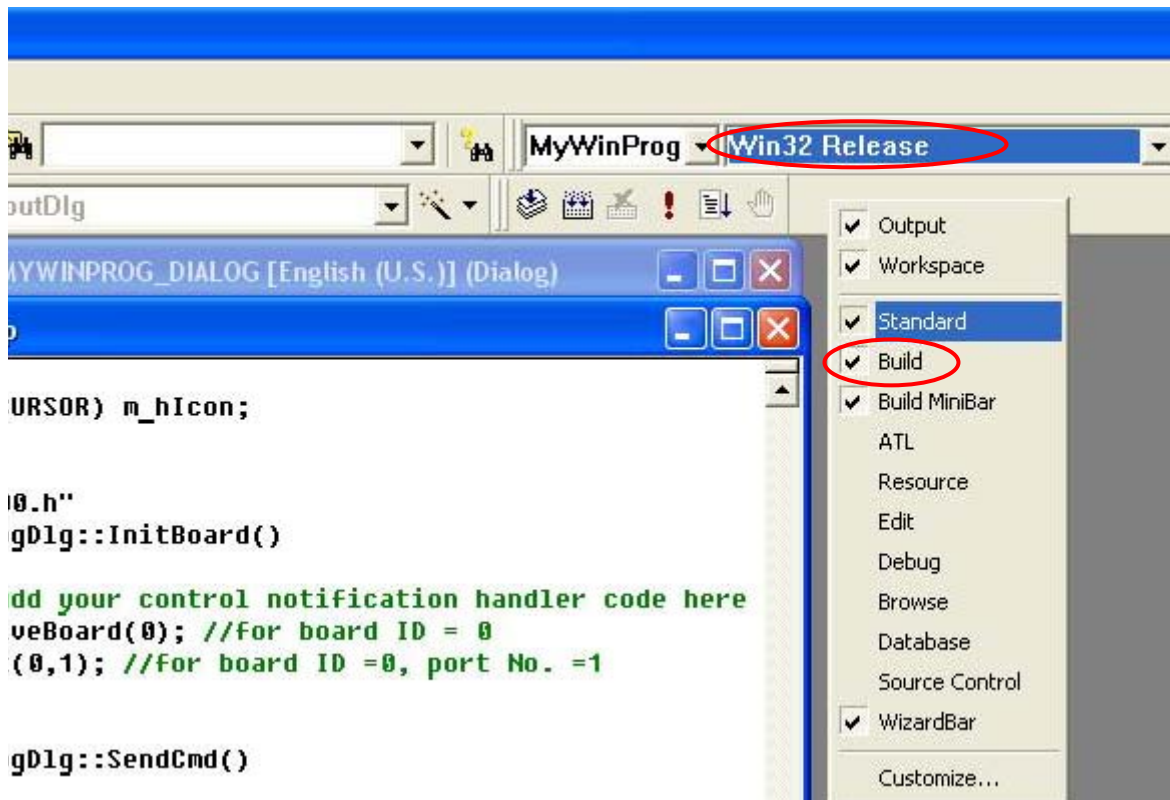 MyWinProg Win32 Release
outDlg
MYWINPROG_DIALOG [English (U.S.)] (Dialog)
URSOR) m_hIcon;
00.h"
gDlg::InitBoard()
dd your control notification handler code here
veBoard(0); //for board ID = 0
(0,1); //for board ID =0, port No. =1
gDlg::SendCmd()
Output
Workspace
Standard
Build
Build MiniBar
ATL
Resource
Edit
Debug
Browse
Database
Source Control
WizardBar
Customize...